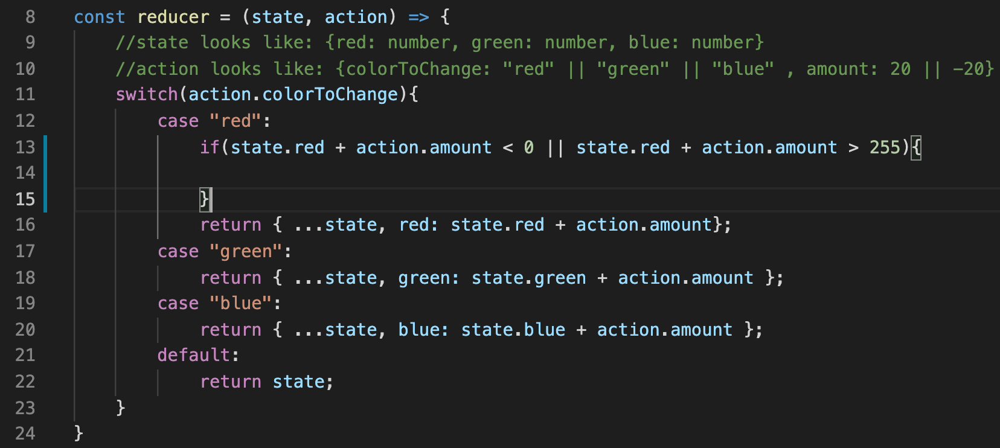 8 const reducer = (state, action) => {
9 //state looks like: {red: number, green: number, blue: number}
10 //action looks like: {colorToChange: "red" || "green" || "blue" , amount: 20 || -20}
11 switch(action.colorToChange){
12 case "red":
13 if(state.red + action.amount < 0 || state.red + action.amount > 255){
14
15 }
16 return { ...state, red: state.red + action.amount};
17 case "green":
18 return { ...state, green: state.green + action.amount };
19 case "blue":
20 return { ...state, blue: state.blue + action.amount };
21 default:
22 return state;
23 }
24 }